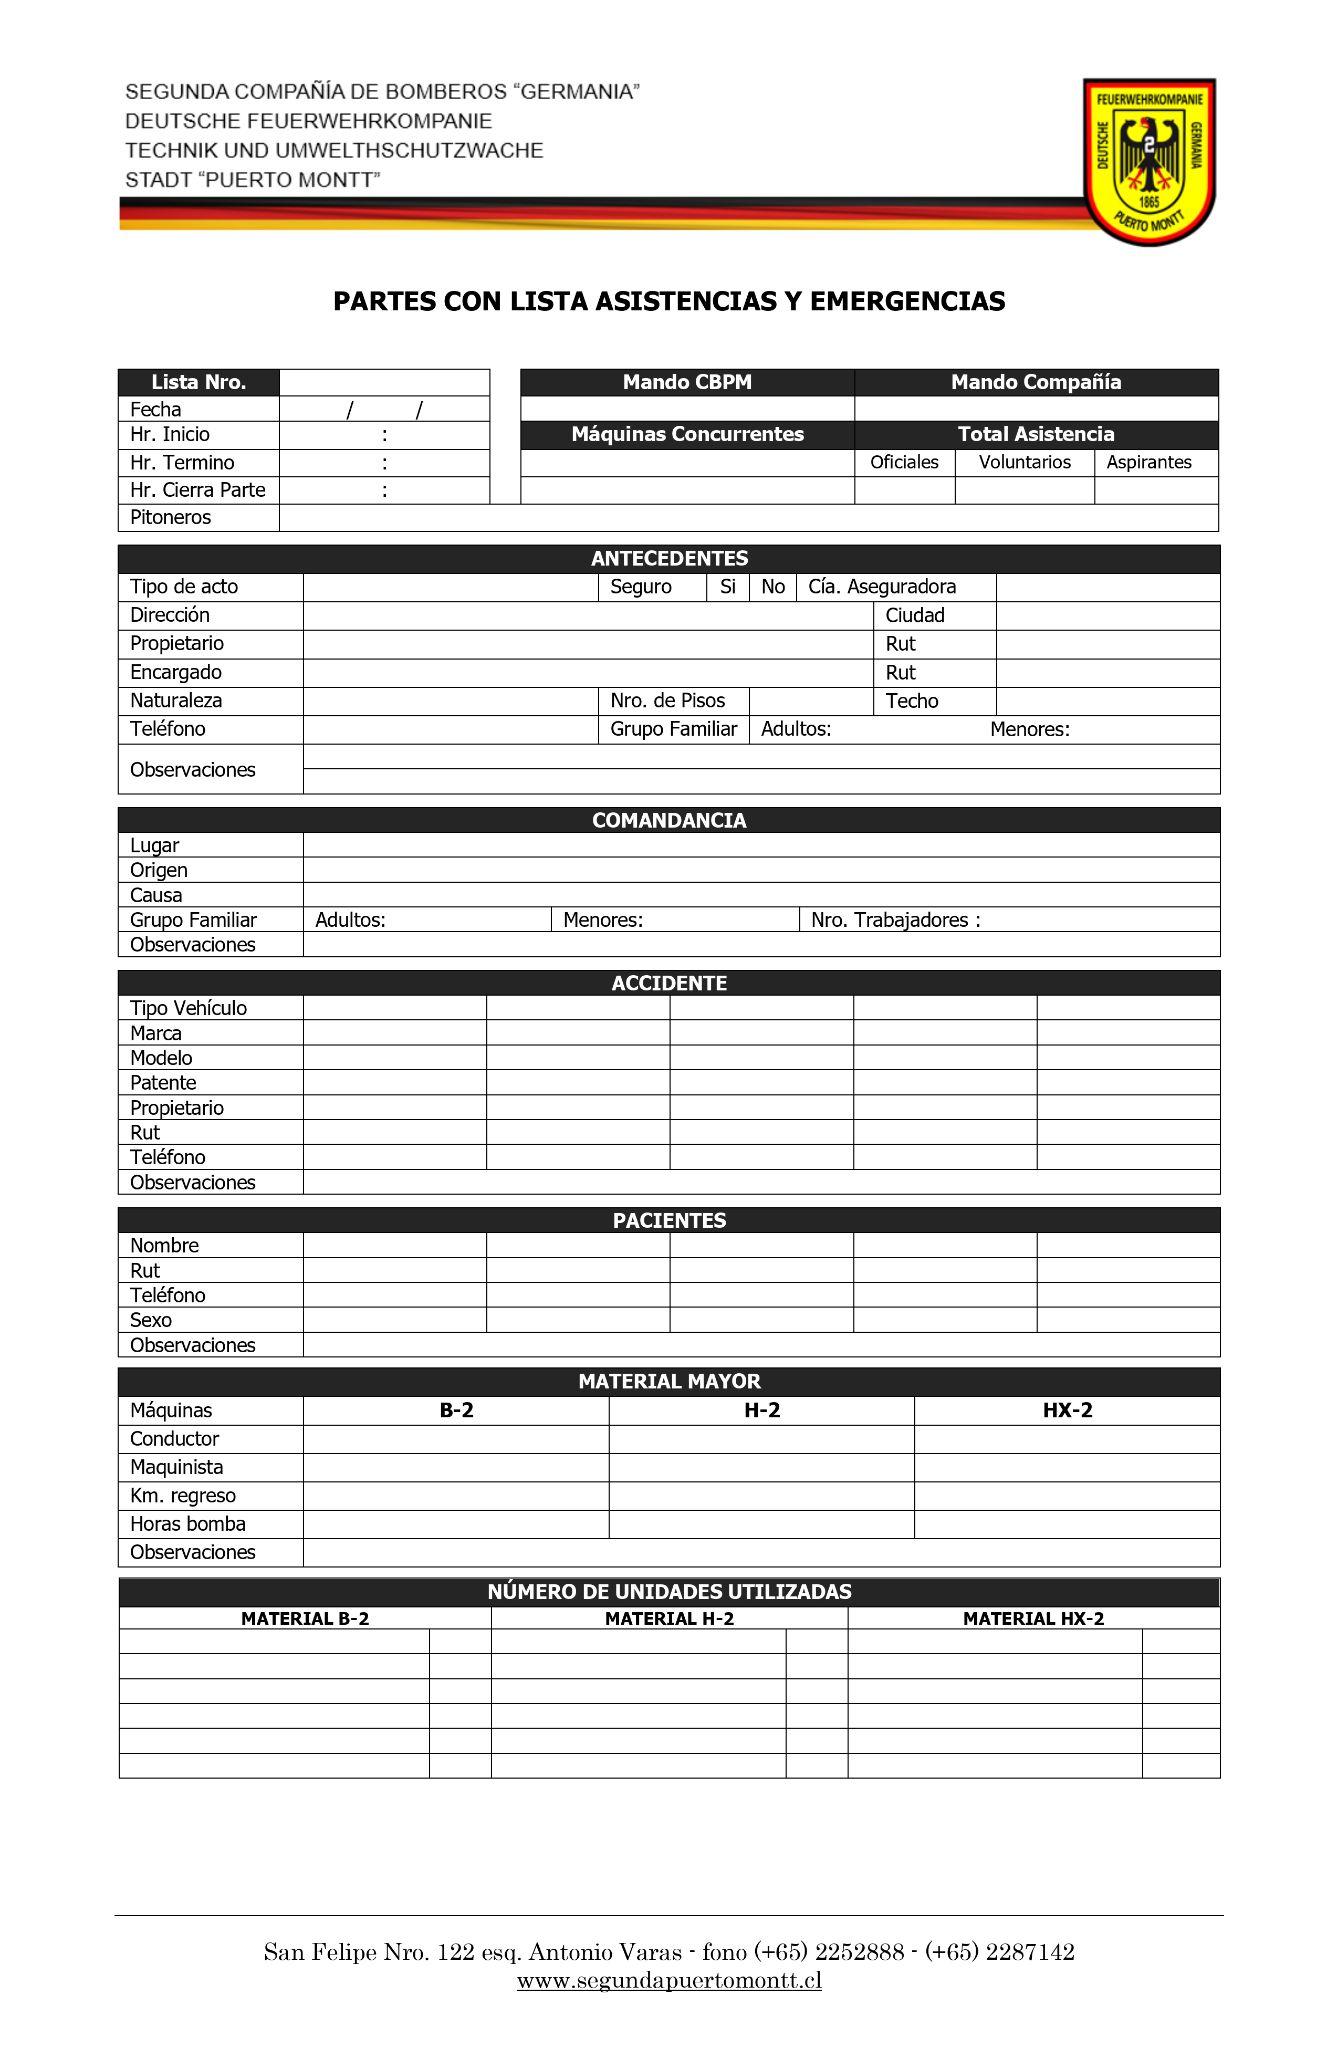 SEGUNDA COMPAÑÍA DE BOMBEROS “GERMANIA”
DEUTSCHE FEUERWEHRKOMPANIE
TECHNIK UND UMWELTHSCHUTZWACHE
STADT “PUERTO MONTT”
FEUERWEHRKOMPANIE
DEUTSCHE
GERMANIA
2
1865
PUERTO MONTT
PARTES CON LISTA ASISTENCIAS Y EMERGENCIAS
Lista Nro.
Fecha / /
Hr. Inicio :
Hr. Termino :
Hr. Cierra Parte :
Mando CBPM Mando Compañía
Máquinas Concurrentes Total Asistencia
Oficiales Voluntarios Aspirantes
Pitoneros
ANTECEDENTES
Tipo de acto Seguro Si No Cía. Aseguradora
Dirección Ciudad
Propietario Rut
Encargado Rut
Naturaleza Nro. de Pisos Techo
Teléfono Grupo Familiar Adultos: Menores:
Observaciones
COMANDANCIA
Lugar
Origen
Causa
Grupo Familiar Adultos: Menores: Nro. Trabajadores :
Observaciones
ACCIDENTE
Tipo Vehículo
Marca
Modelo
Patente
Propietario
Rut
Teléfono
Observaciones
PACIENTES
Nombre
Rut
Teléfono
Sexo
Observaciones
MATERIAL MAYOR
Máquinas B-2 H-2 HX-2
Conductor
Maquinista
Km. regreso
Horas bomba
Observaciones
NÚMERO DE UNIDADES UTILIZADAS
MATERIAL B-2 MATERIAL H-2 MATERIAL HX-2
San Felipe Nro. 122 esq. Antonio Varas - fono (+65) 2252888 - (+65) 2287142
www.segundapuertomontt.cl